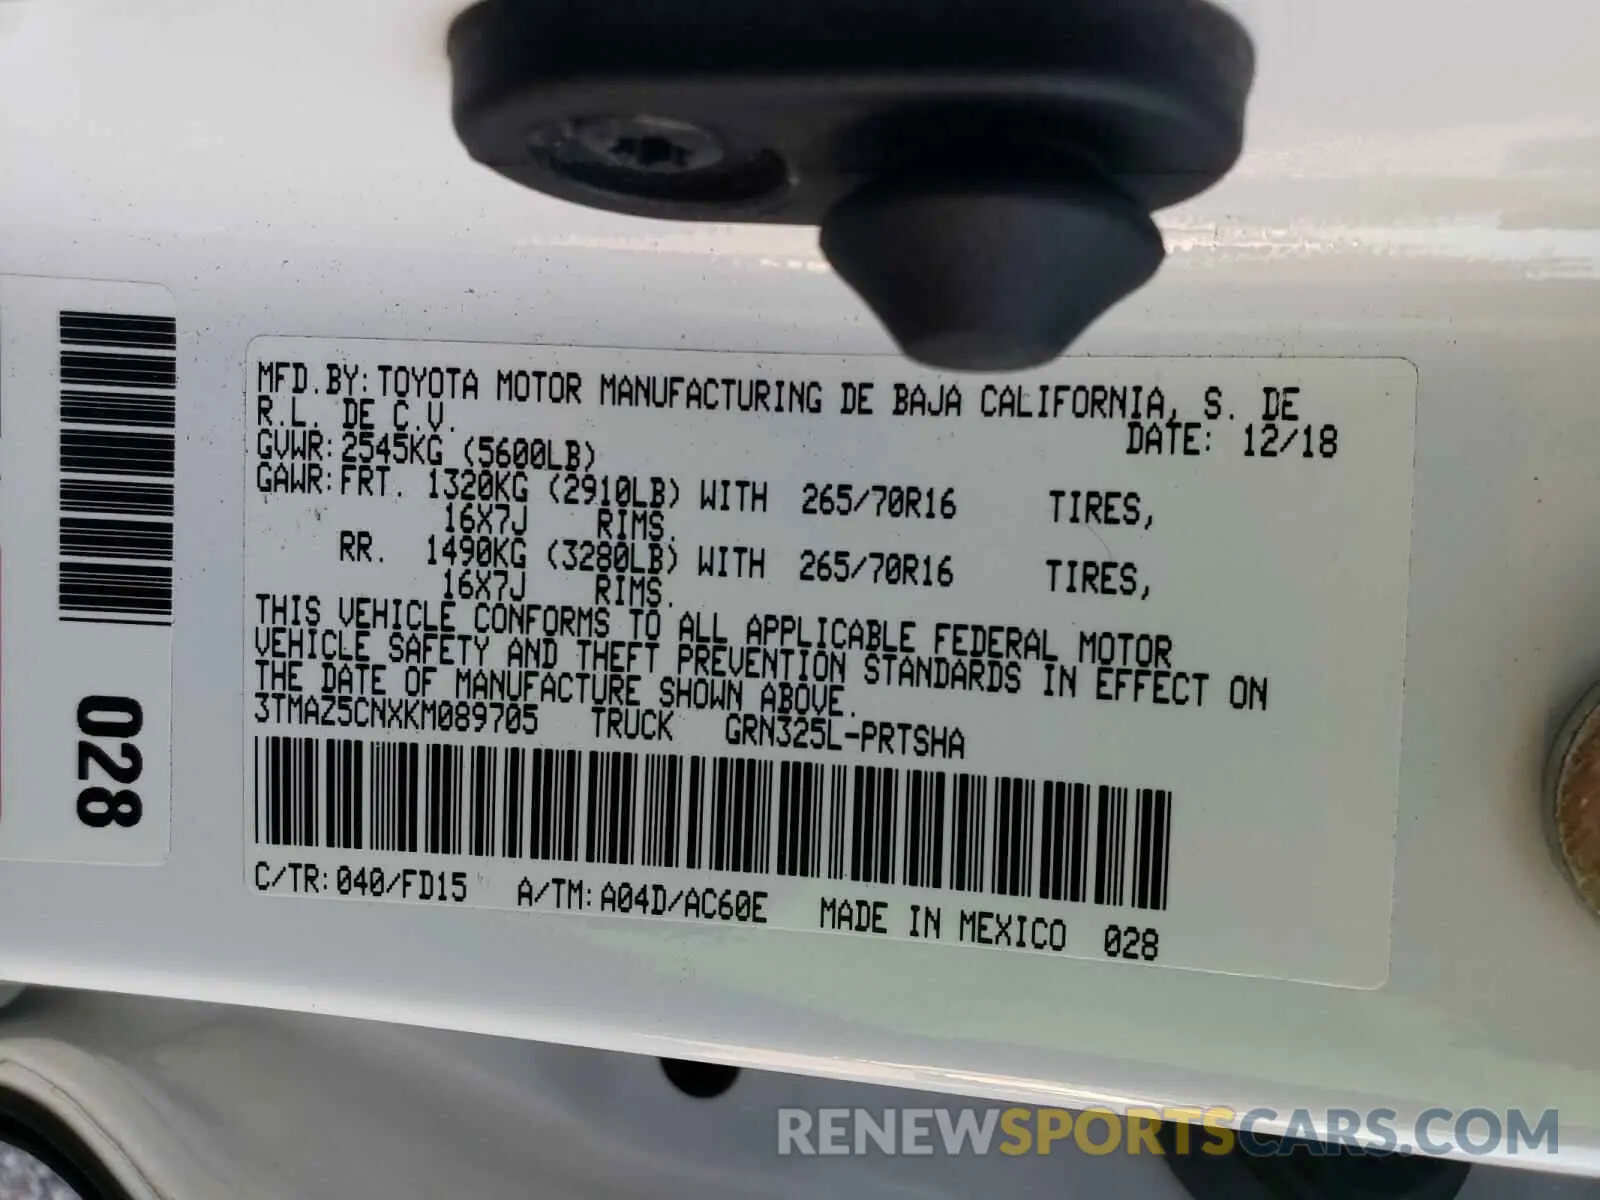 MFD.BY:TOYOTA MOTOR MANUFACTURING DE BAJA CALIFORNIA, S. DE
R.L. DE C.V.
DATE: 12/18
GVWR:2545KG (5600LB)
GAWR:FRT. 1320KG (2910LB) WITH 265/70R16 TIRES,
16X7J RIMS.
RR. 1490KG (3280LB) WITH 265/70R16 TIRES,
16X7J RIMS.
THIS VEHICLE CONFORMS TO ALL APPLICABLE FEDERAL MOTOR
VEHICLE SAFETY AND THEFT PREVENTION STANDARDS IN EFFECT ON
THE DATE OF MANUFACTURE SHOWN ABOVE.
3TMAZ5CNXKM089705 TRUCK GRN325L-PRTSHA
C/TR:040/FD15 A/TM:A04D/AC60E MADE IN MEXICO 028
028
RENEWSPORTSCARS.COM